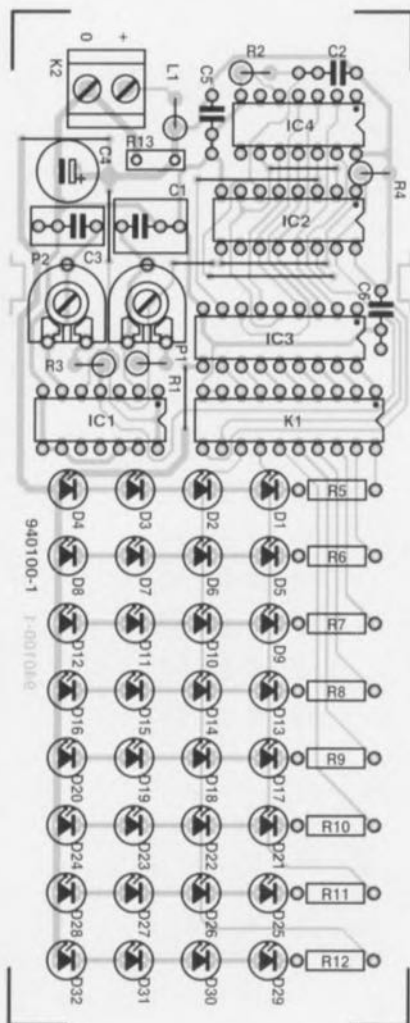 0 +
K2
L1
C5
R2
C2
IC4
R13
C4
+
C1
R4
IC2
P2
C3
C6
IC3
P1
R3
R1
IC1
K1
D4 D3 D2 D1 R5
D8 D7 D6 D5 R6
940100-1
D12 D11 D10 D9 R7
940100-1
D16 D15 D14 D13 R8
D20 D19 D18 D17 R9
D24 D23 D22 D21 R10
D28 D27 D26 D25 R11
D32 D31 D30 D29 R12